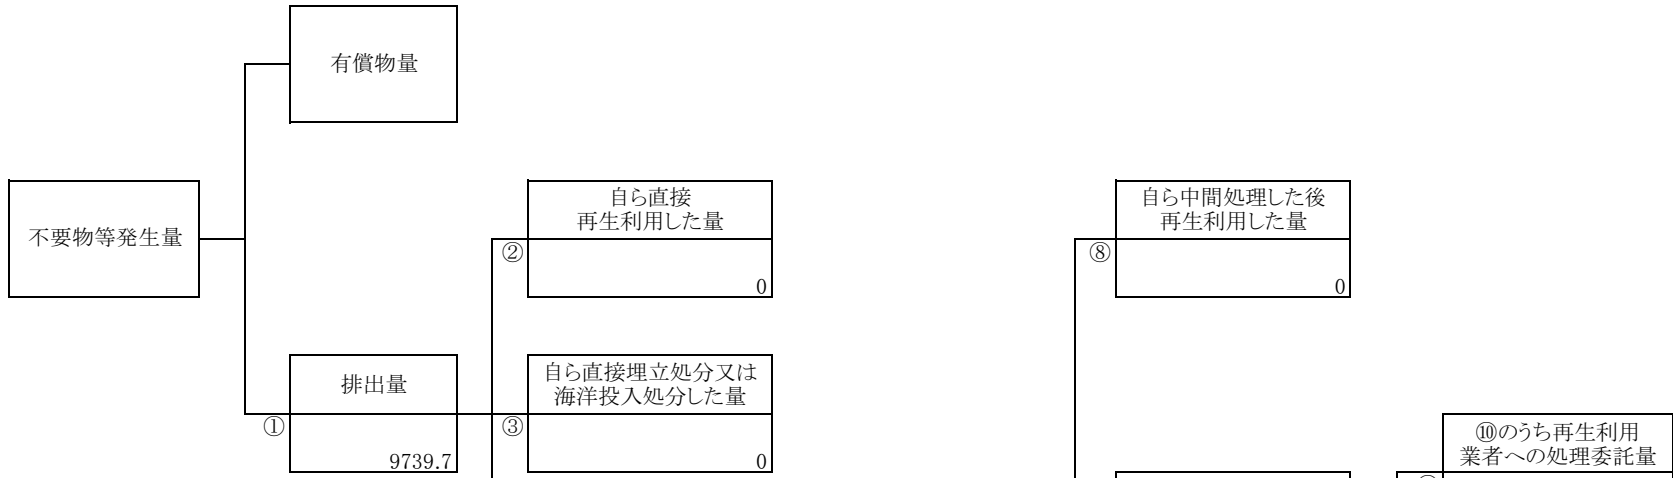 有償物量
不要物等発生量
自ら直接
再生利用した量
②
0
自ら中間処理した後
再生利用した量
⑧
0
排出量
①
9739.7
自ら直接埋立処分又は
海洋投入処分した量
③
0
⑩のうち再生利用
業者への処理委託量